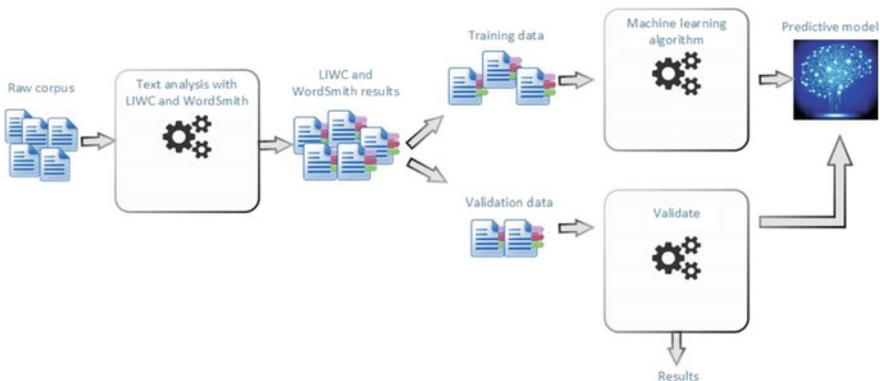 Raw corpus
Text analysis with
LIWC and WordSmith
LIWC and
WordSmith results
Training data
Machine learning
algorithm
Predictive model
Validation data
Validate
Results